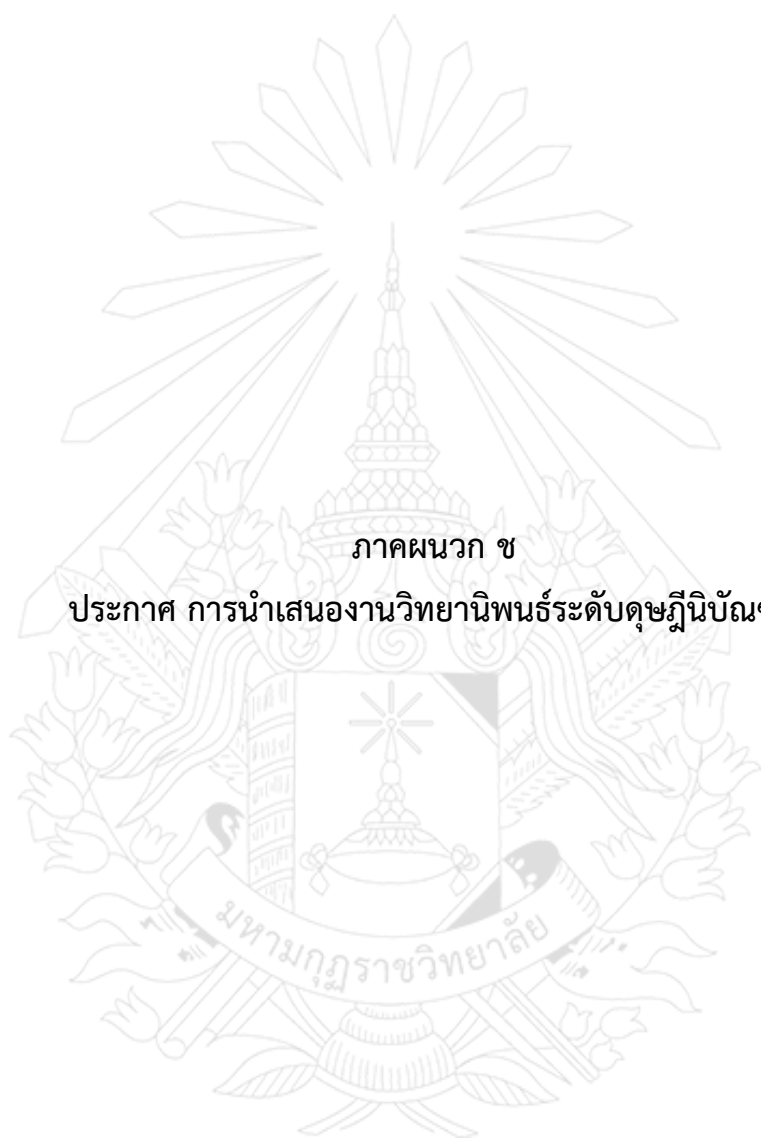 ภาคผนวก ช
ประกาศ การนำเสนองานวิทยานิพนธ์ระดับดุษฎีนิบัณฑ
มหามกุฏราชวิทยาลัย